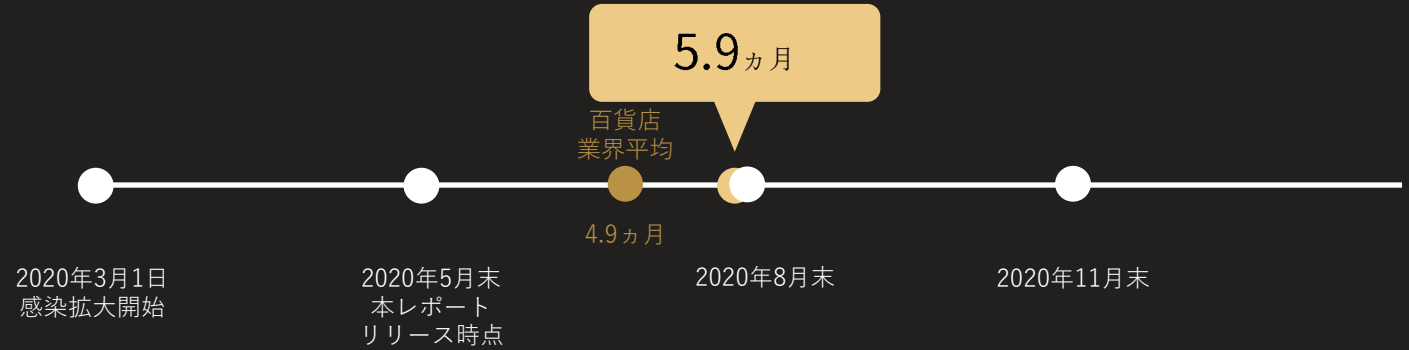 5.9ヵ月
百貨店
業界平均
4.9ヵ月
2020年3月1日
感染拡大開始
2020年5月末
本レポート
リリース時点
2020年8月末
2020年11月末